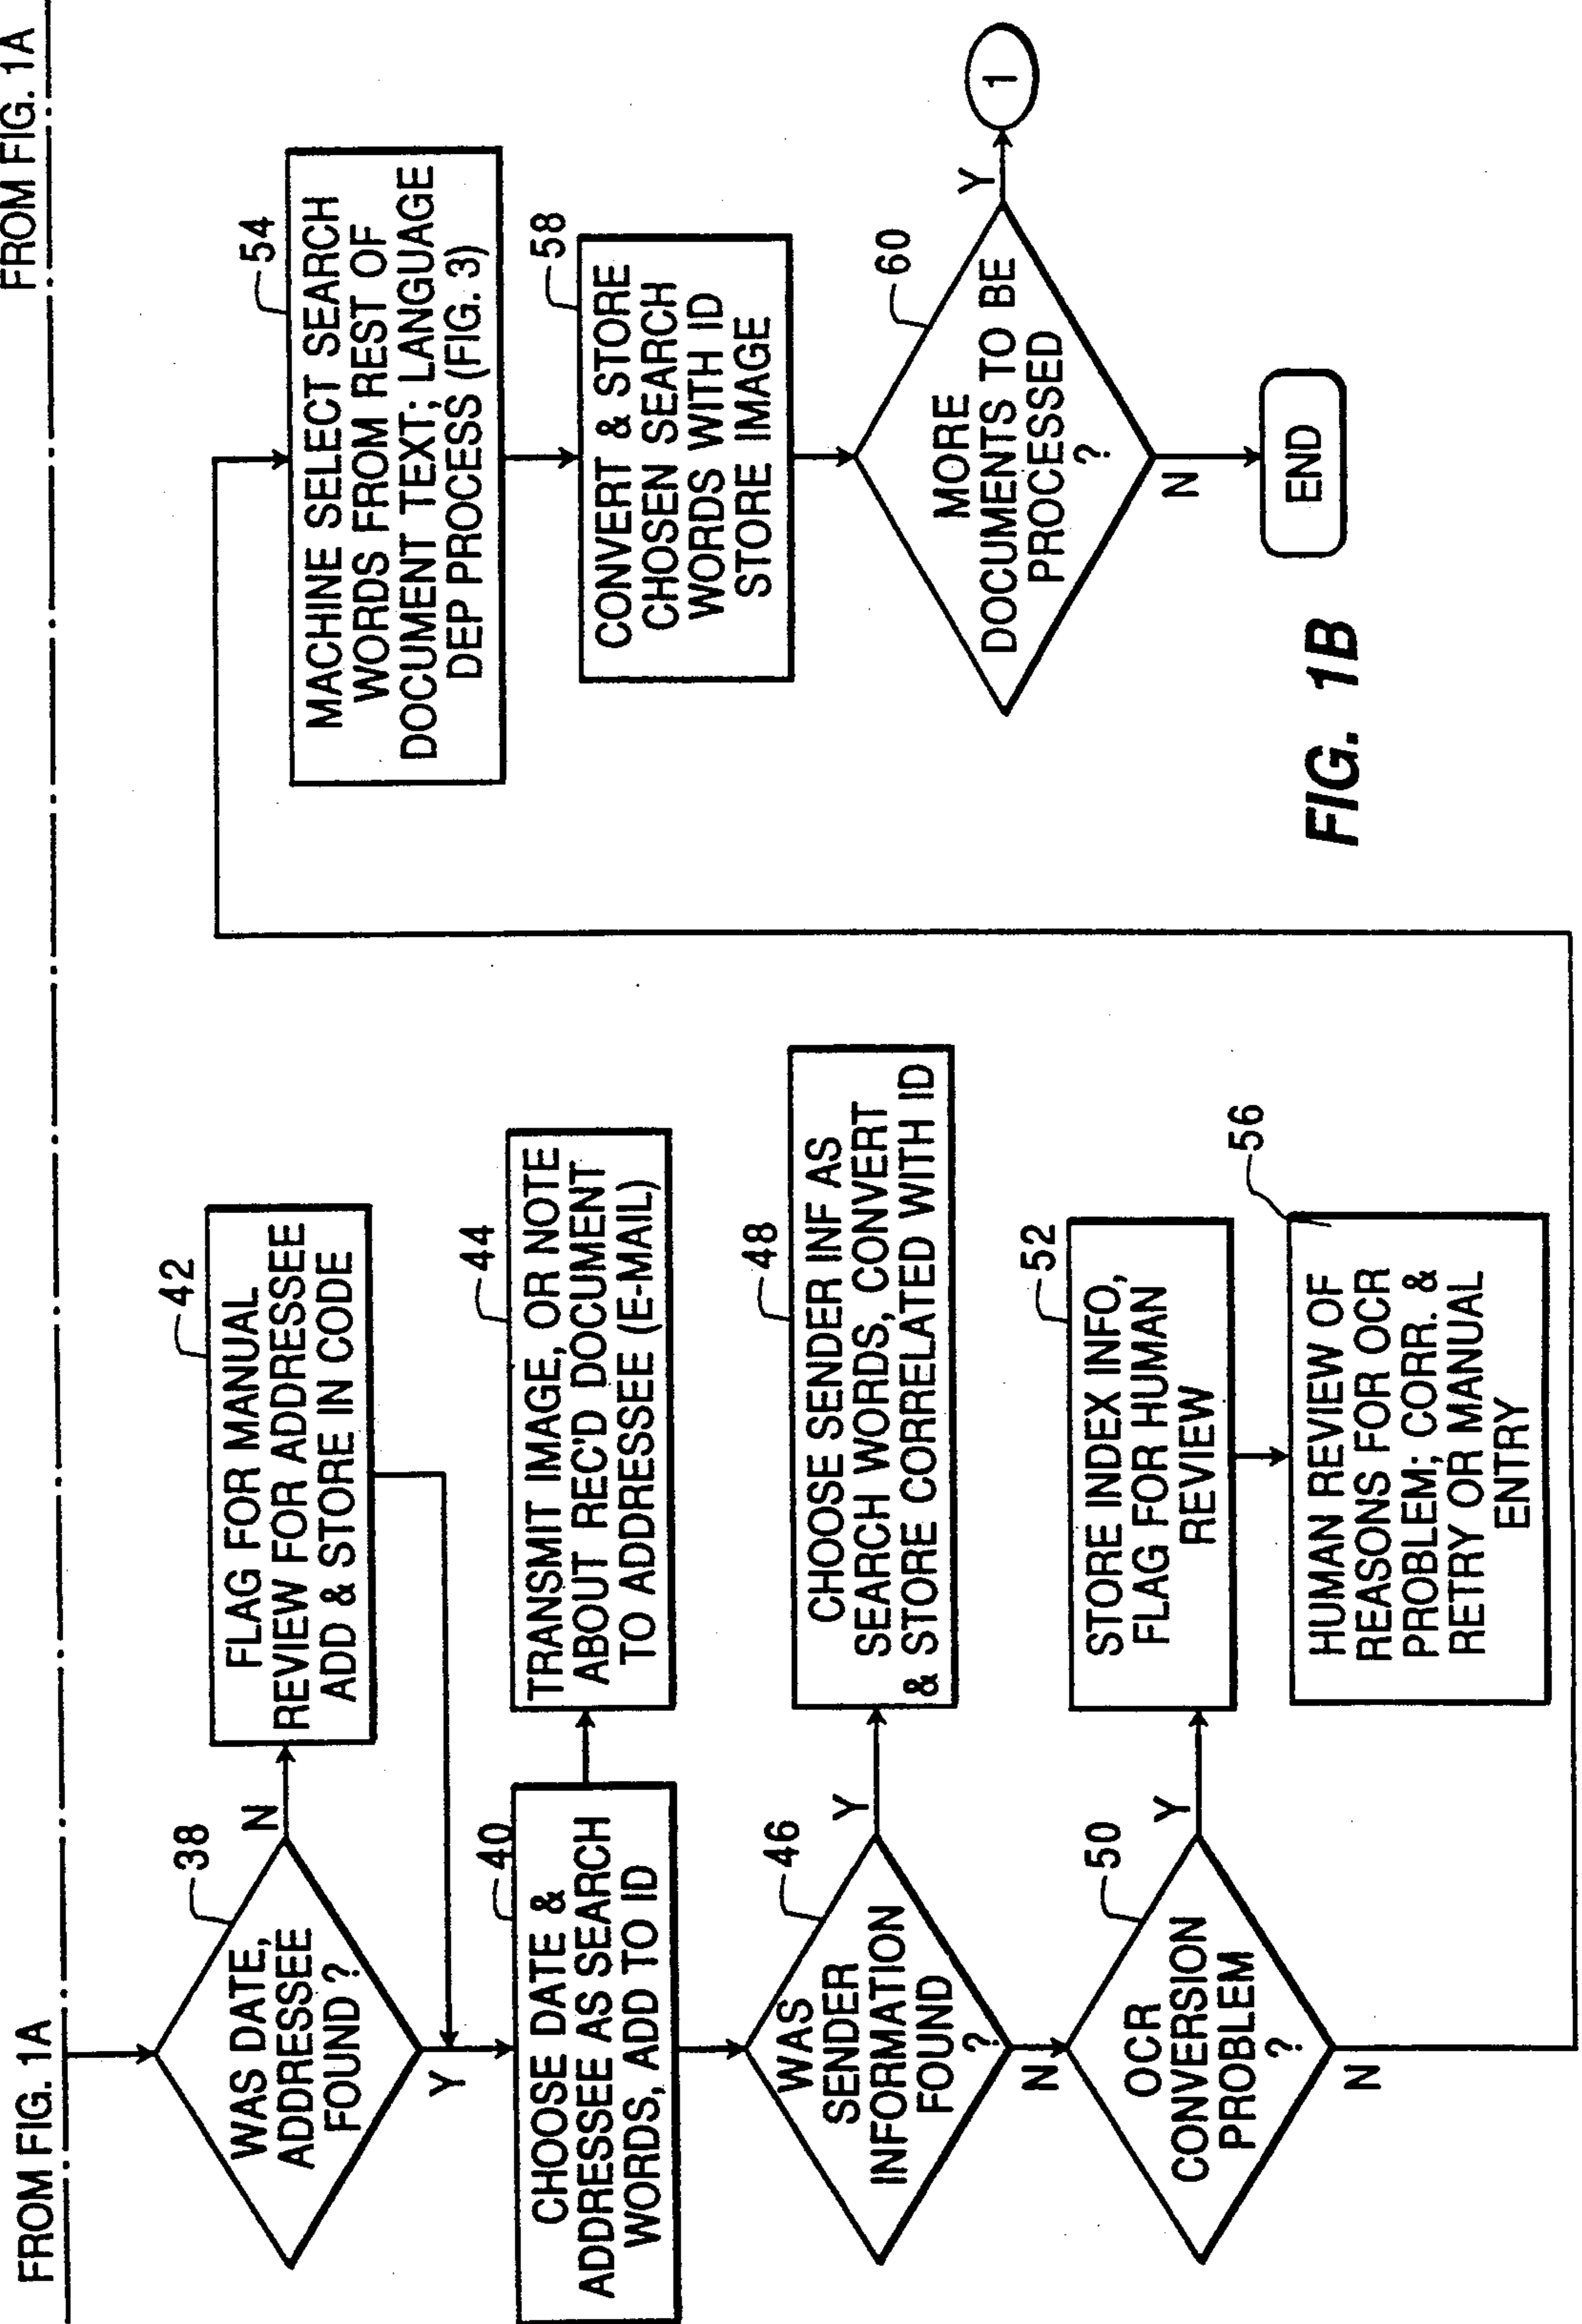 FROM FIG. 1A
38
WAS DATE,
ADDRESSEE
FOUND ?
N
Y
42
FLAG FOR MANUAL
REVIEW FOR ADDRESSEE
ADD & STORE IN CODE
40
CHOOSE DATE &
ADDRESSEE AS SEARCH
WORDS, ADD TO ID
44
TRANSMIT IMAGE, OR NOTE
ABOUT REC'D DOCUMENT
TO ADDRESSEE (E-MAIL)
46
WAS
SENDER
INFORMATION
FOUND
?
Y
N
48
CHOOSE SENDER INF AS
SEARCH WORDS, CONVERT
& STORE CORRELATED WITH ID
50
OCR
CONVERSION
PROBLEM
?
Y
N
52
STORE INDEX INFO,
FLAG FOR HUMAN
REVIEW
56
HUMAN REVIEW OF
REASONS FOR OCR
PROBLEM; CORR. &
RETRY OR MANUAL
ENTRY
FROM FIG. 1A
54
MACHINE SELECT SEARCH
WORDS FROM REST OF
DOCUMENT TEXT; LANGUAGE
DEP PROCESS (FIG. 3)
58
CONVERT & STORE
CHOSEN SEARCH
WORDS WITH ID
STORE IMAGE
60
MORE
DOCUMENTS TO BE
PROCESSED
?
Y
1
N
END
FIG. 1B